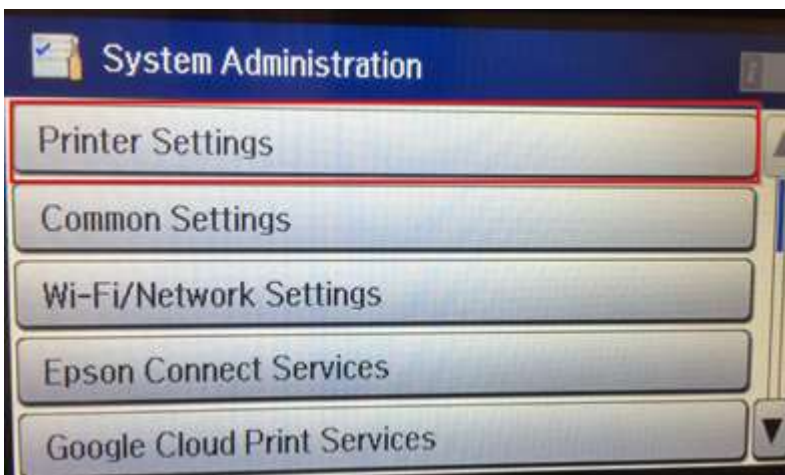 System Administration
Printer Settings
Common Settings
Wi-Fi/Network Settings
Epson Connect Services
Google Cloud Print Services